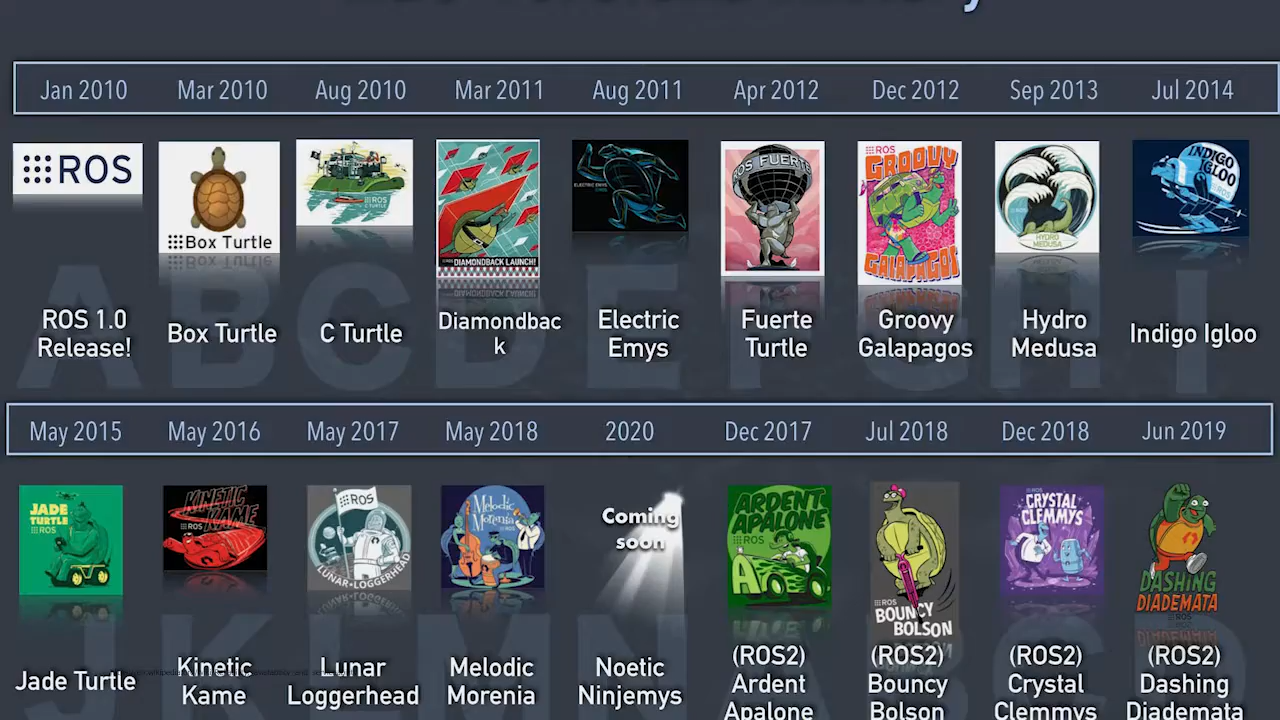 Jan 2010 Mar 2010 Aug 2010 Mar 2011 Aug 2011 Apr 2012 Dec 2012 Sep 2013 Jul 2014
ROS
Box Turtle
Box Turtle
ROS
C TURTLE
DIAMONDBACK LAUNCH!
ELECTRIC EMYS
ROS FUERTE
ROS
GROOVY
GALAPAGOS
HYDRO
MEDUSA
INDIGO
IGLOO
ROS
A B C D E F G H I
ROS 1.0
Release!
Box Turtle
C Turtle
Diamondbac
k
Electric
Emys
Fuerte
Turtle
Groovy
Galapagos
Hydro
Medusa
Indigo Igloo
May 2015 May 2016 May 2017 May 2018 2020 Dec 2017 Jul 2018 Dec 2018 Jun 2019
JADE
TURTLE
ROS
KINETIC
KAME
ROS
ROS
LUNAR·LOGGERHEAD
Melodic
Morenia
ROS
Coming
soon
ARDENT
APALONE
ROS
A
ROS
BOUNCY
BOLSON
ROS
CRYSTAL
CLEMMYS
DASHING
DIADEMATA
ROS
J K L M N A B C D
Jade Turtle
Kinetic
Kame
Lunar
Loggerhead
Melodic
Morenia
Noetic
Ninjemys
(ROS2)
Ardent
Apalone
(ROS2)
Bouncy
Bolson
(ROS2)
Crystal
Clemmys
(ROS2)
Dashing
Diademata